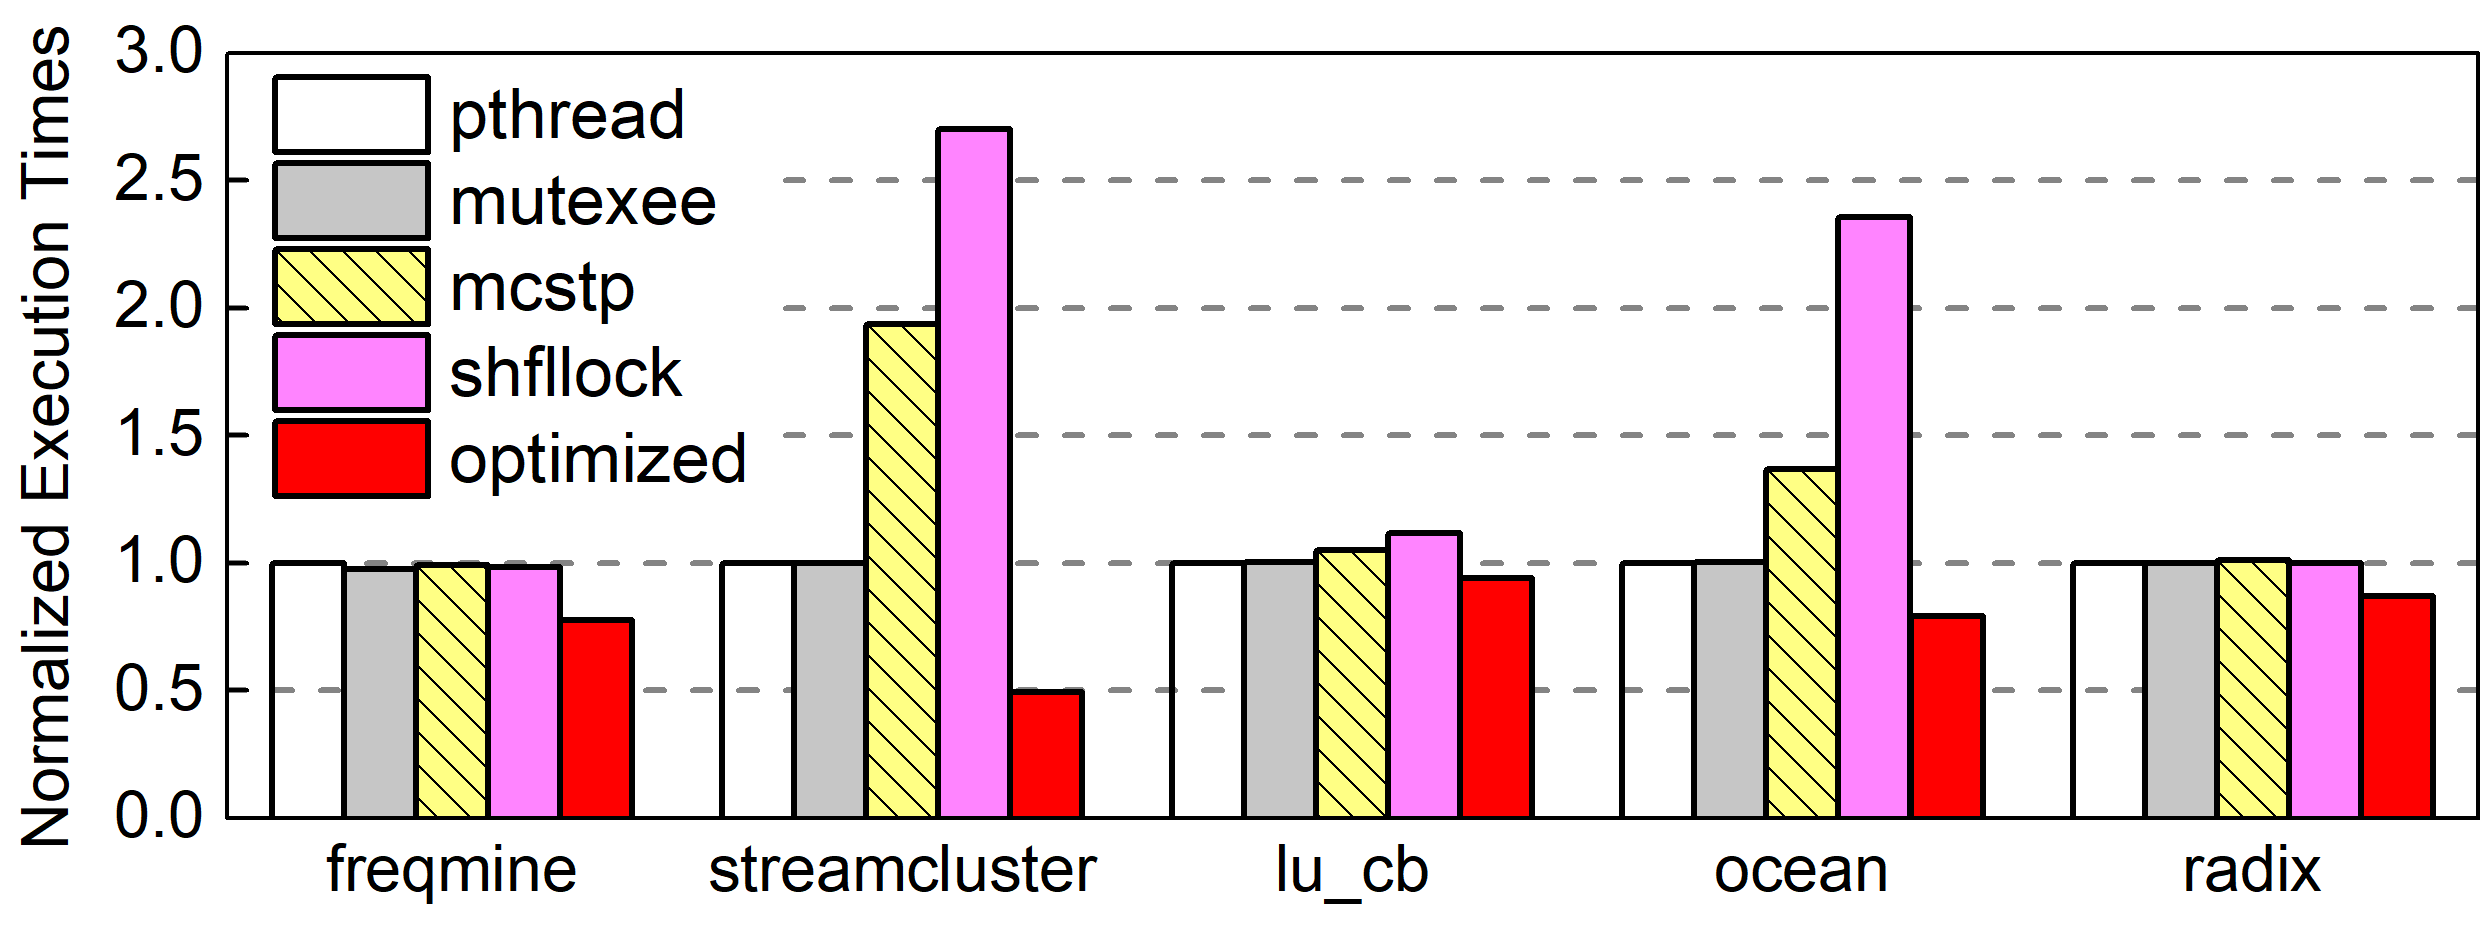 Normalized Execution Times
3.0
2.5
2.0
1.5
1.0
0.5
0.0
pthread
mutexee
mcstp
shfllock
optimized
freqmine streamcluster lu_cb ocean radix